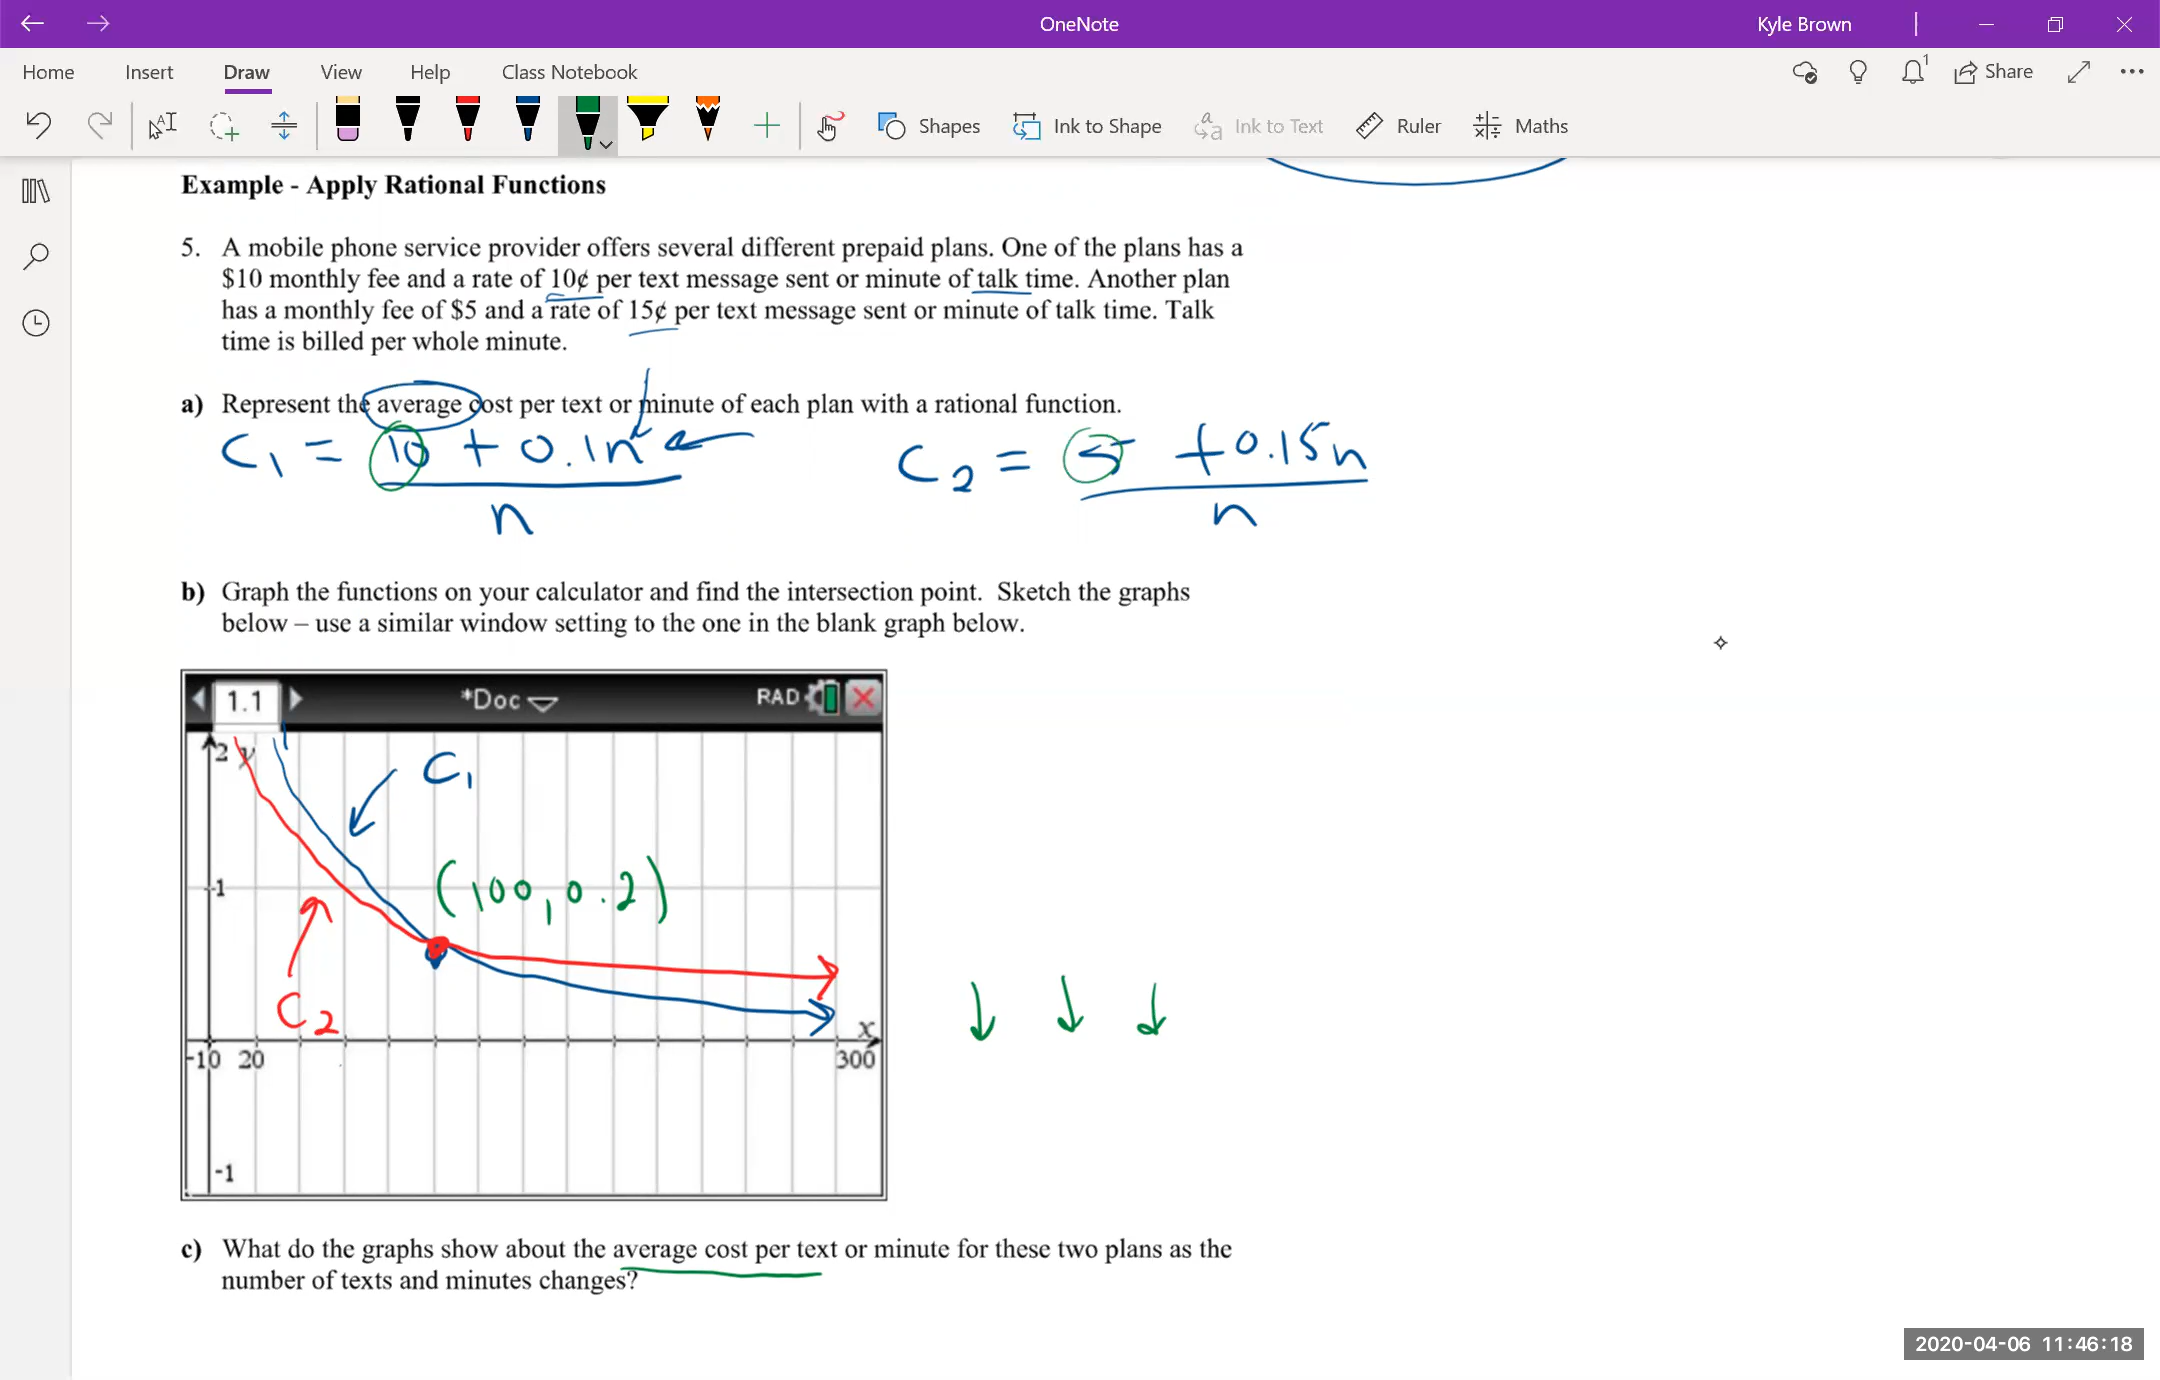 OneNote
Kyle Brown
Home Insert Draw View Help Class Notebook
1 Share
Shapes Ink to Shape Ink to Text Ruler Maths
Example - Apply Rational Functions
5. A mobile phone service provider offers several different prepaid plans. One of the plans has a
$10 monthly fee and a rate of 10¢ per text message sent or minute of talk time. Another plan
has a monthly fee of $5 and a rate of 15¢ per text message sent or minute of talk time. Talk
time is billed per whole minute.
a) Represent the average cost per text or minute of each plan with a rational function.
C₁ = 10 + 0.1n C₂ = 5 + 0.15n
n n
b) Graph the functions on your calculator and find the intersection point. Sketch the graphs
below – use a similar window setting to the one in the blank graph below.
1.1 *Doc RAD
2 y
C₁
1
(100, 0.2)
C₂
x
-10 20 300
-1
c) What do the graphs show about the average cost per text or minute for these two plans as the
number of texts and minutes changes?
2020-04-06 11:46:18